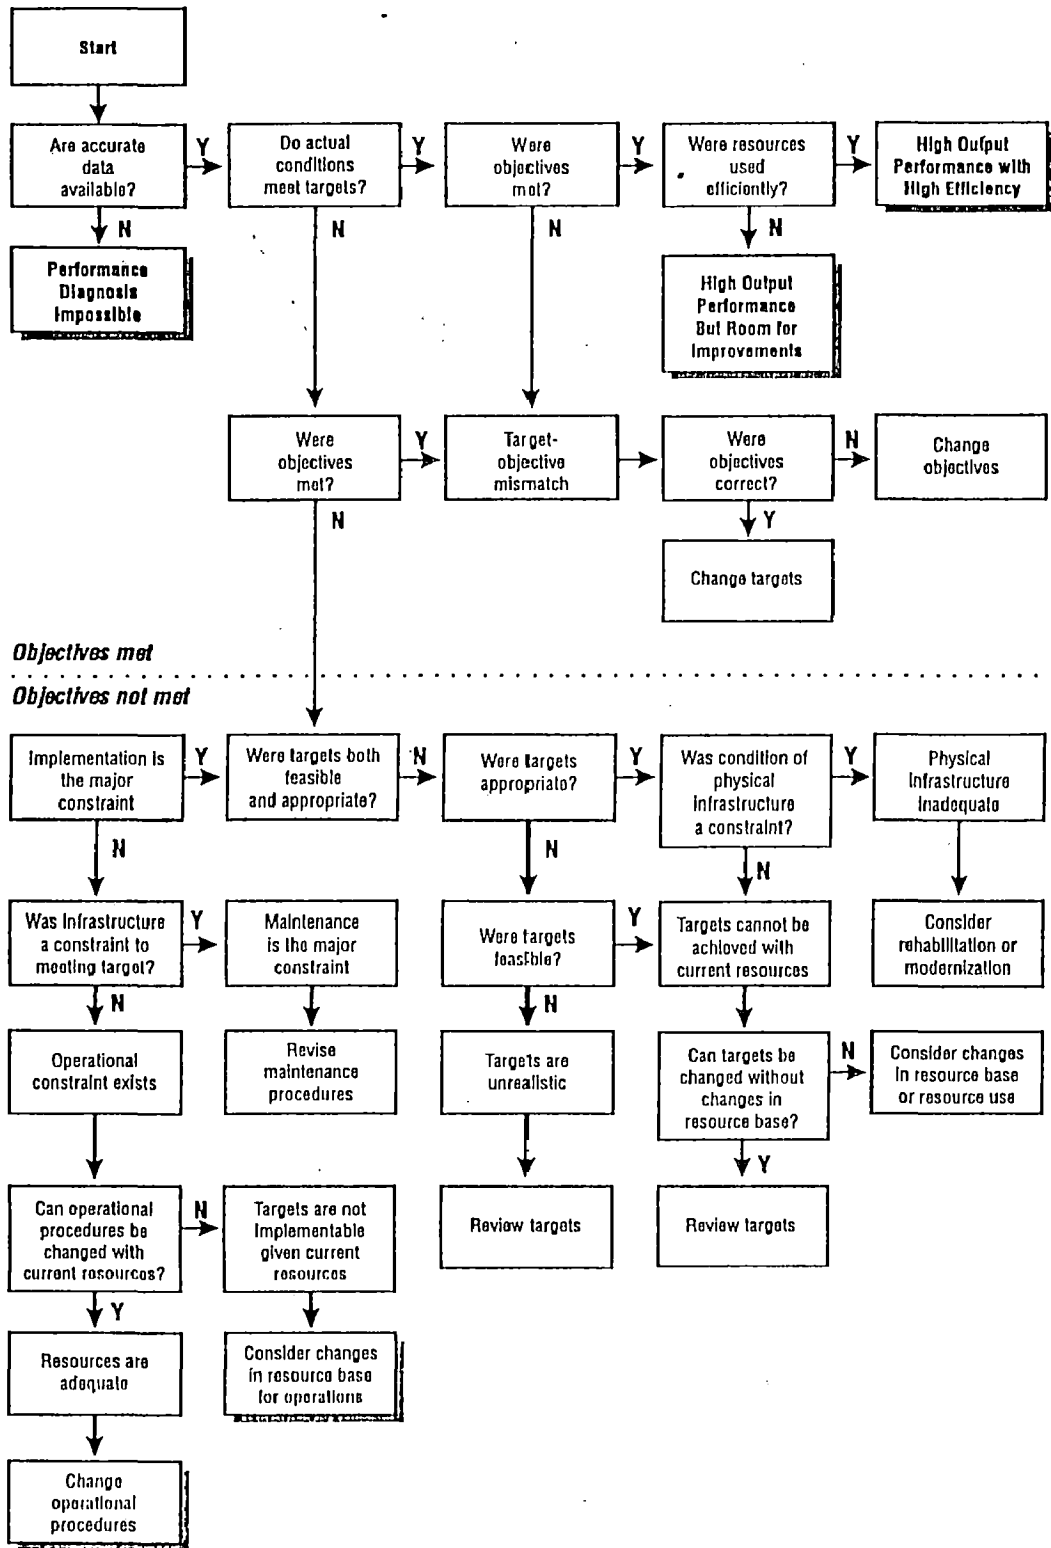 Start
Are accurate
data
available?
Y
Do actual
conditions
meet targets?
Y
Were
objectives
met?
Y
Were resources
used
efficiently?
Y
High Output
Performance with
High Efficiency
N
N
N
N
Performance
Diagnosis
Impossible
High Output
Performance
But Room for
Improvements
Were
objectives
met?
Y
Target-
objective
mismatch
Were
objectives
correct?
N
Change
objectives
N
Y
Change targets
Objectives met
Objectives not met
Implementation is
the major
constraint
Y
Were targets both
feasible
and appropriate?
N
Were targets
appropriate?
Y
Was condition of
physical
infrastructure
a constraint?
Y
Physical
Infrastructure
Inadequate
N
N
N
Was Infrastructure
a constraint to
meeting target?
Y
Maintenance
is the major
constraint
Were targets
feasible?
Y
Targets cannot be
achieved with
current resources
Consider
rehabilitation or
modernization
N
N
Operational
constraint exists
Revise
maintenance
procedures
Targets are
unrealistic
Can targets be
changed without
changes in
resource base?
N
Consider changes
in resource base
or resource use
Y
Can operational
procedures be
changed with
current resources?
N
Targets are not
Implementable
given current
resources
Review targets
Review targets
Y
Resources are
adequate
Consider changes
in resource base
for operations
Change
operational
procedures